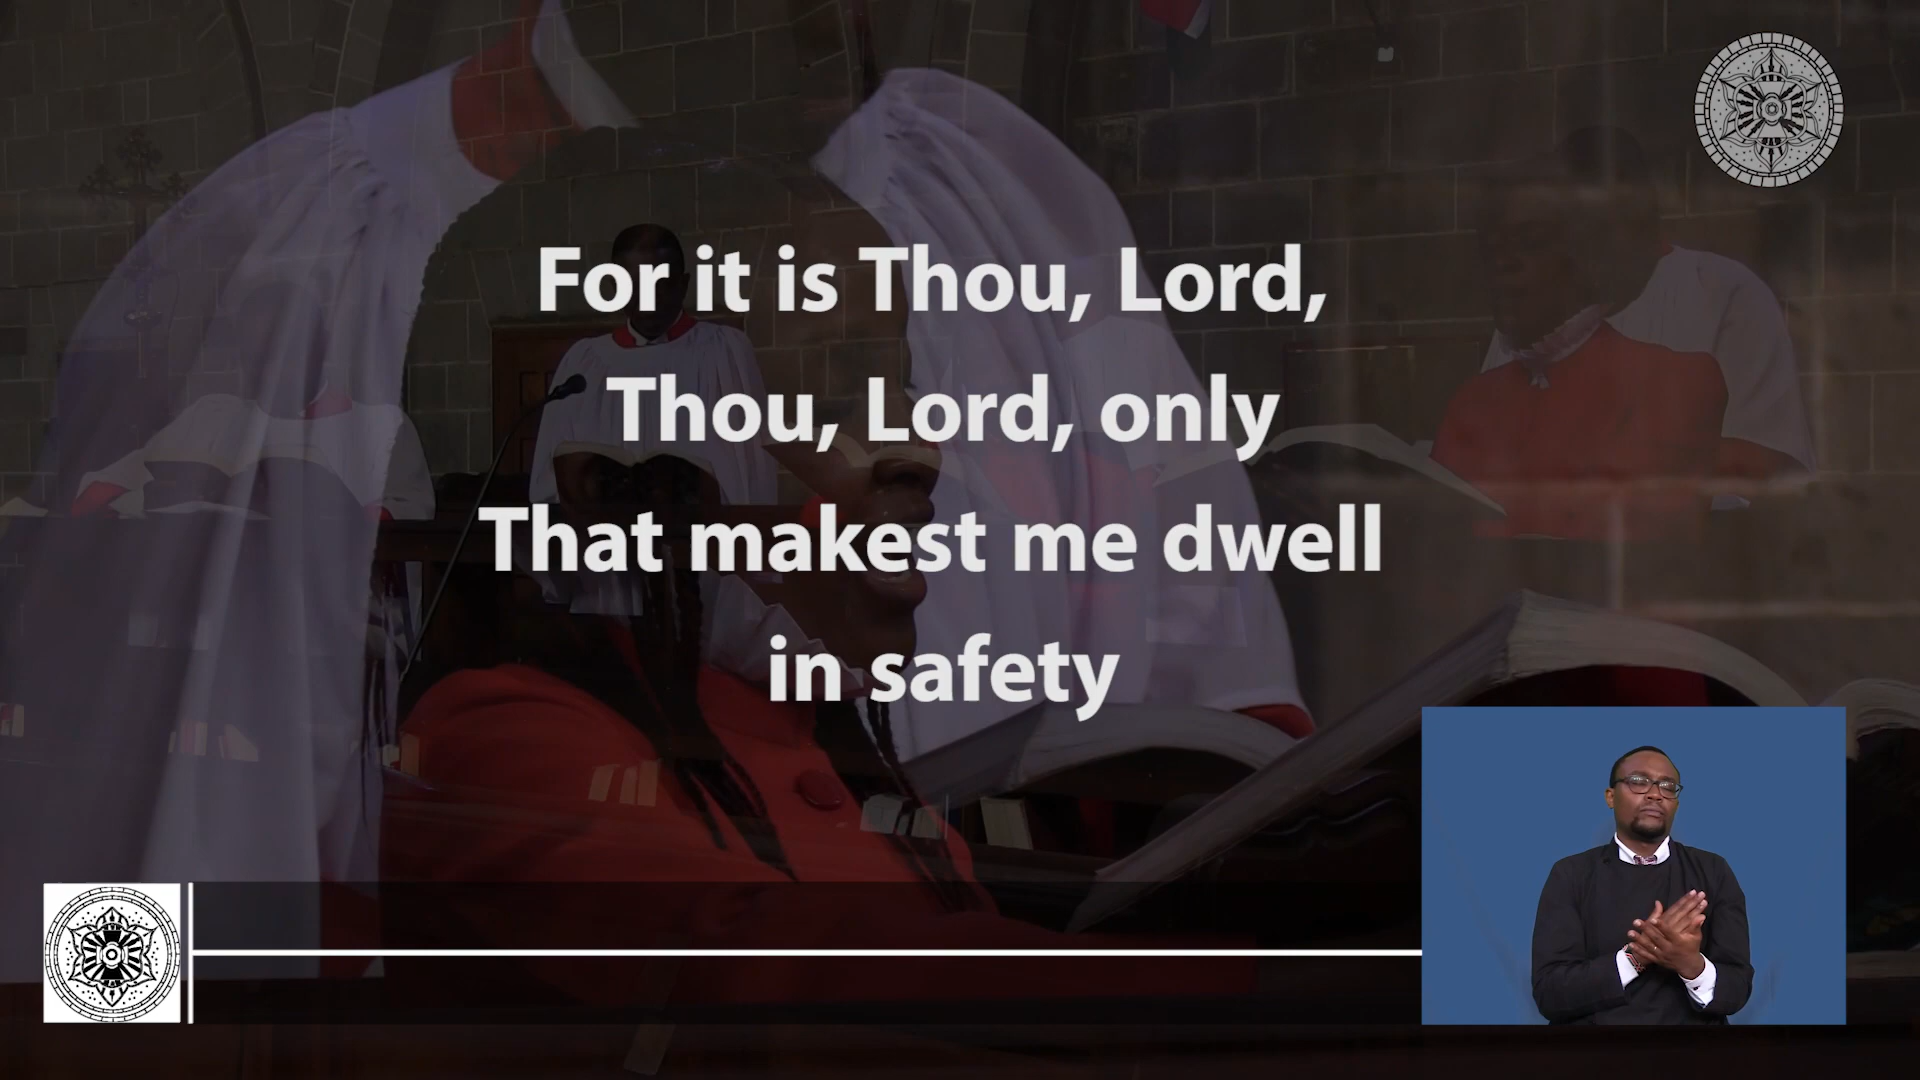 For it is Thou, Lord,
Thou, Lord, only
That makest me dwell
in safety